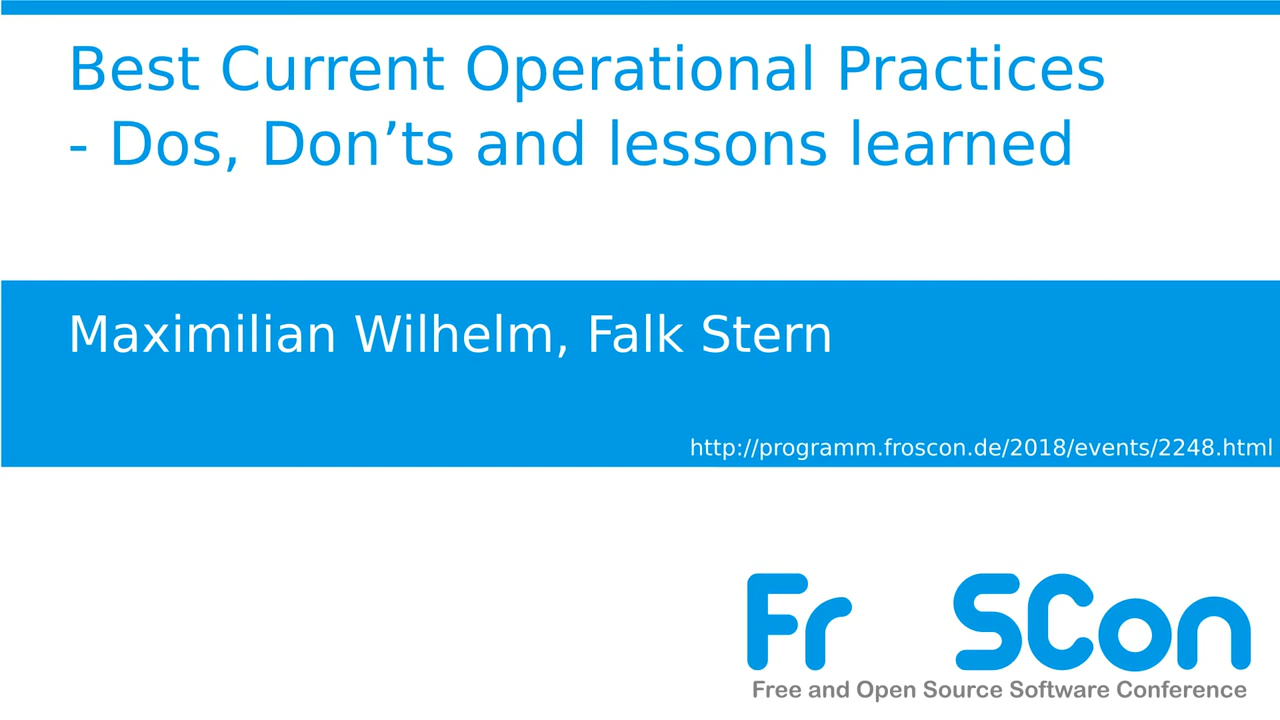 Best Current Operational Practices
- Dos, Don’ts and lessons learned
Maximilian Wilhelm, Falk Stern
http://programm.froscon.de/2018/events/2248.html
Fr SCon
Free and Open Source Software Conference